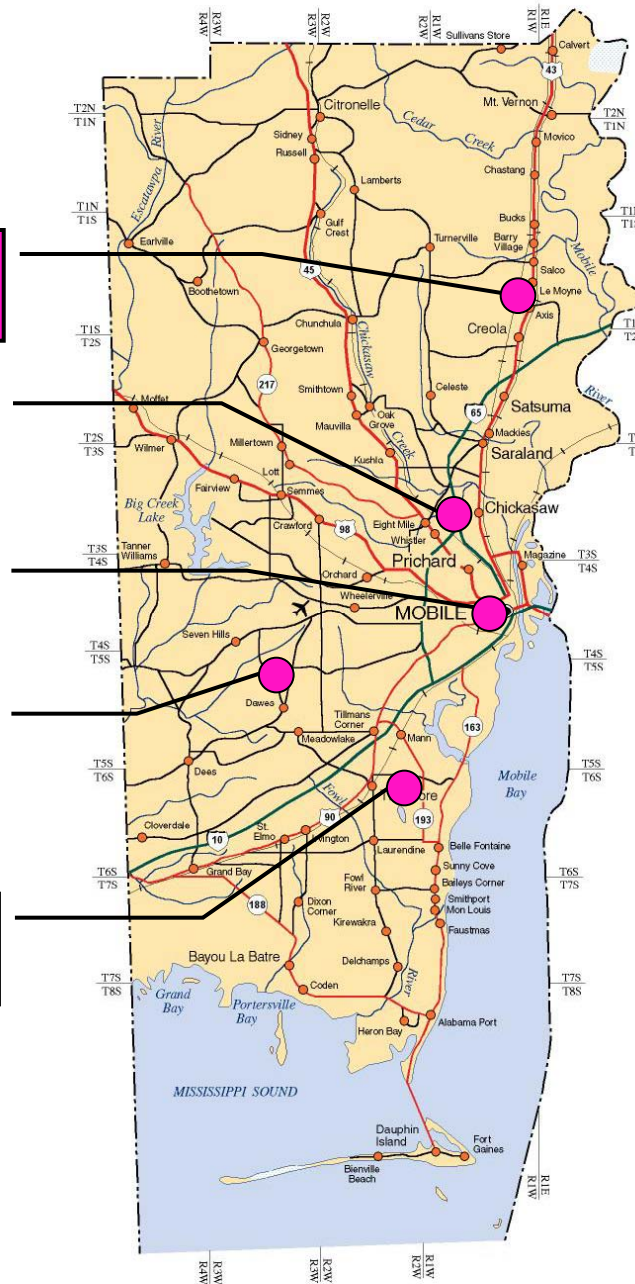 R4W
R3W
R3W
R2W
R2W
R1W
R1E
R1W
Sullivans Store
Calvert
43
Mt. Vernon
T2N
T1N
T2N
T1N
Citronelle
Escatawpa River
Cedar Creek
Sidney
Russell
Movico
Lamberts
Chastang
T1N
T1S
Gulf
Crest
Bucks
Earlville
Turnerville
Barry
Village
Mobile
45
Salco
Boothetown
Le Moyne
Axis
Chunchula
Chickasaw
Creola
T1S
T2S
Georgetown
217
Celeste
65
River
Smithtown
Satsuma
Moffet
Oak
Grove
Mauvilla
Mackies
T2S
T3S
Wilmer
Millertown
Creek
Saraland
Lott
Kushla
Fairview
Semmes
Big Creek
Lake
Crawford
98
Eight Mile
Chickasaw
Whistler
T3S
T4S
Tanner
Williams
Prichard
Magazine
T3S
T4S
Orchard
Wheelerville
MOBILE
Seven Hills
T4S
T5S
T4S
T5S
Dawes
Tillmans
Corner
163
Meadowlake
Mann
T5S
T6S
Dees
Mobile
Bay
T5S
T6S
Fowl
90
193
Cloverdale
10
St.
Elmo
Irvington
Laurendine
Belle Fontaine
T6S
T7S
Grand Bay
Sunny Cove
T6S
T7S
Fowl
River
Baileys Corner
188
Dixon
Corner
Smithport
Mon Louis
Kirewakra
Faustmas
Bayou La Batre
Delchamps
River
T7S
T8S
Coden
T7S
T8S
Grand
Bay
Portersville
Bay
Heron Bay
Alabama Port
MISSISSIPPI SOUND
Dauphin
Island
Fort
Gaines
Bienville
Beach
R1E
R1W
R4W
R3W
R3W
R2W
R2W
R1W